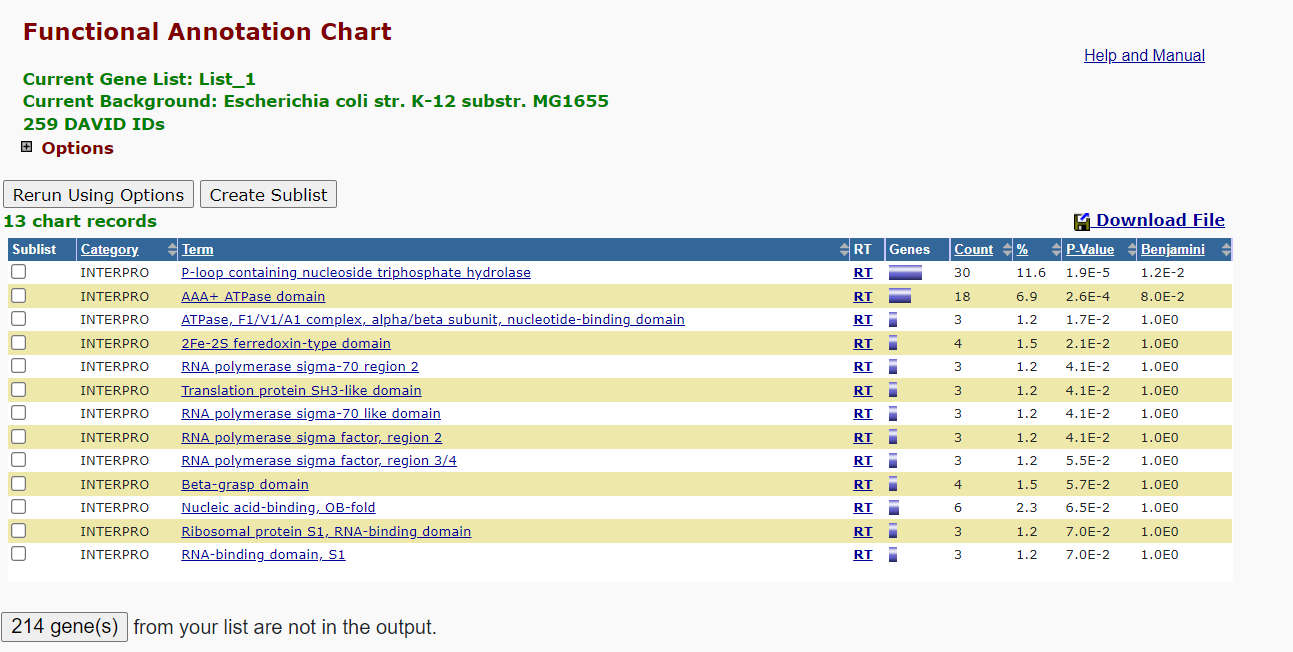 Functional Annotation Chart
Help and Manual
Current Gene List: List_1
Current Background: Escherichia coli str. K-12 substr. MG1655
259 DAVID IDs
Options
Rerun Using Options Create Sublist
13 chart records
Download File
Sublist Category Term RT Genes Count % P-Value Benjamini
INTERPRO P-loop containing nucleoside triphosphate hydrolase RT 30 11.6 1.9E-5 1.2E-2
INTERPRO AAA+ ATPase domain RT 18 6.9 2.6E-4 8.0E-2
INTERPRO ATPase, F1/V1/A1 complex, alpha/beta subunit, nucleotide-binding domain RT 3 1.2 1.7E-2 1.0E0
INTERPRO 2Fe-2S ferredoxin-type domain RT 4 1.5 2.1E-2 1.0E0
INTERPRO RNA polymerase sigma-70 region 2 RT 3 1.2 4.1E-2 1.0E0
INTERPRO Translation protein SH3-like domain RT 3 1.2 4.1E-2 1.0E0
INTERPRO RNA polymerase sigma-70 like domain RT 3 1.2 4.1E-2 1.0E0
INTERPRO RNA polymerase sigma factor, region 2 RT 3 1.2 4.1E-2 1.0E0
INTERPRO RNA polymerase sigma factor, region 3/4 RT 3 1.2 5.5E-2 1.0E0
INTERPRO Beta-grasp domain RT 4 1.5 5.7E-2 1.0E0
INTERPRO Nucleic acid-binding, OB-fold RT 6 2.3 6.5E-2 1.0E0
INTERPRO Ribosomal protein S1, RNA-binding domain RT 3 1.2 7.0E-2 1.0E0
INTERPRO RNA-binding domain, S1 RT 3 1.2 7.0E-2 1.0E0
214 gene(s) from your list are not in the output.